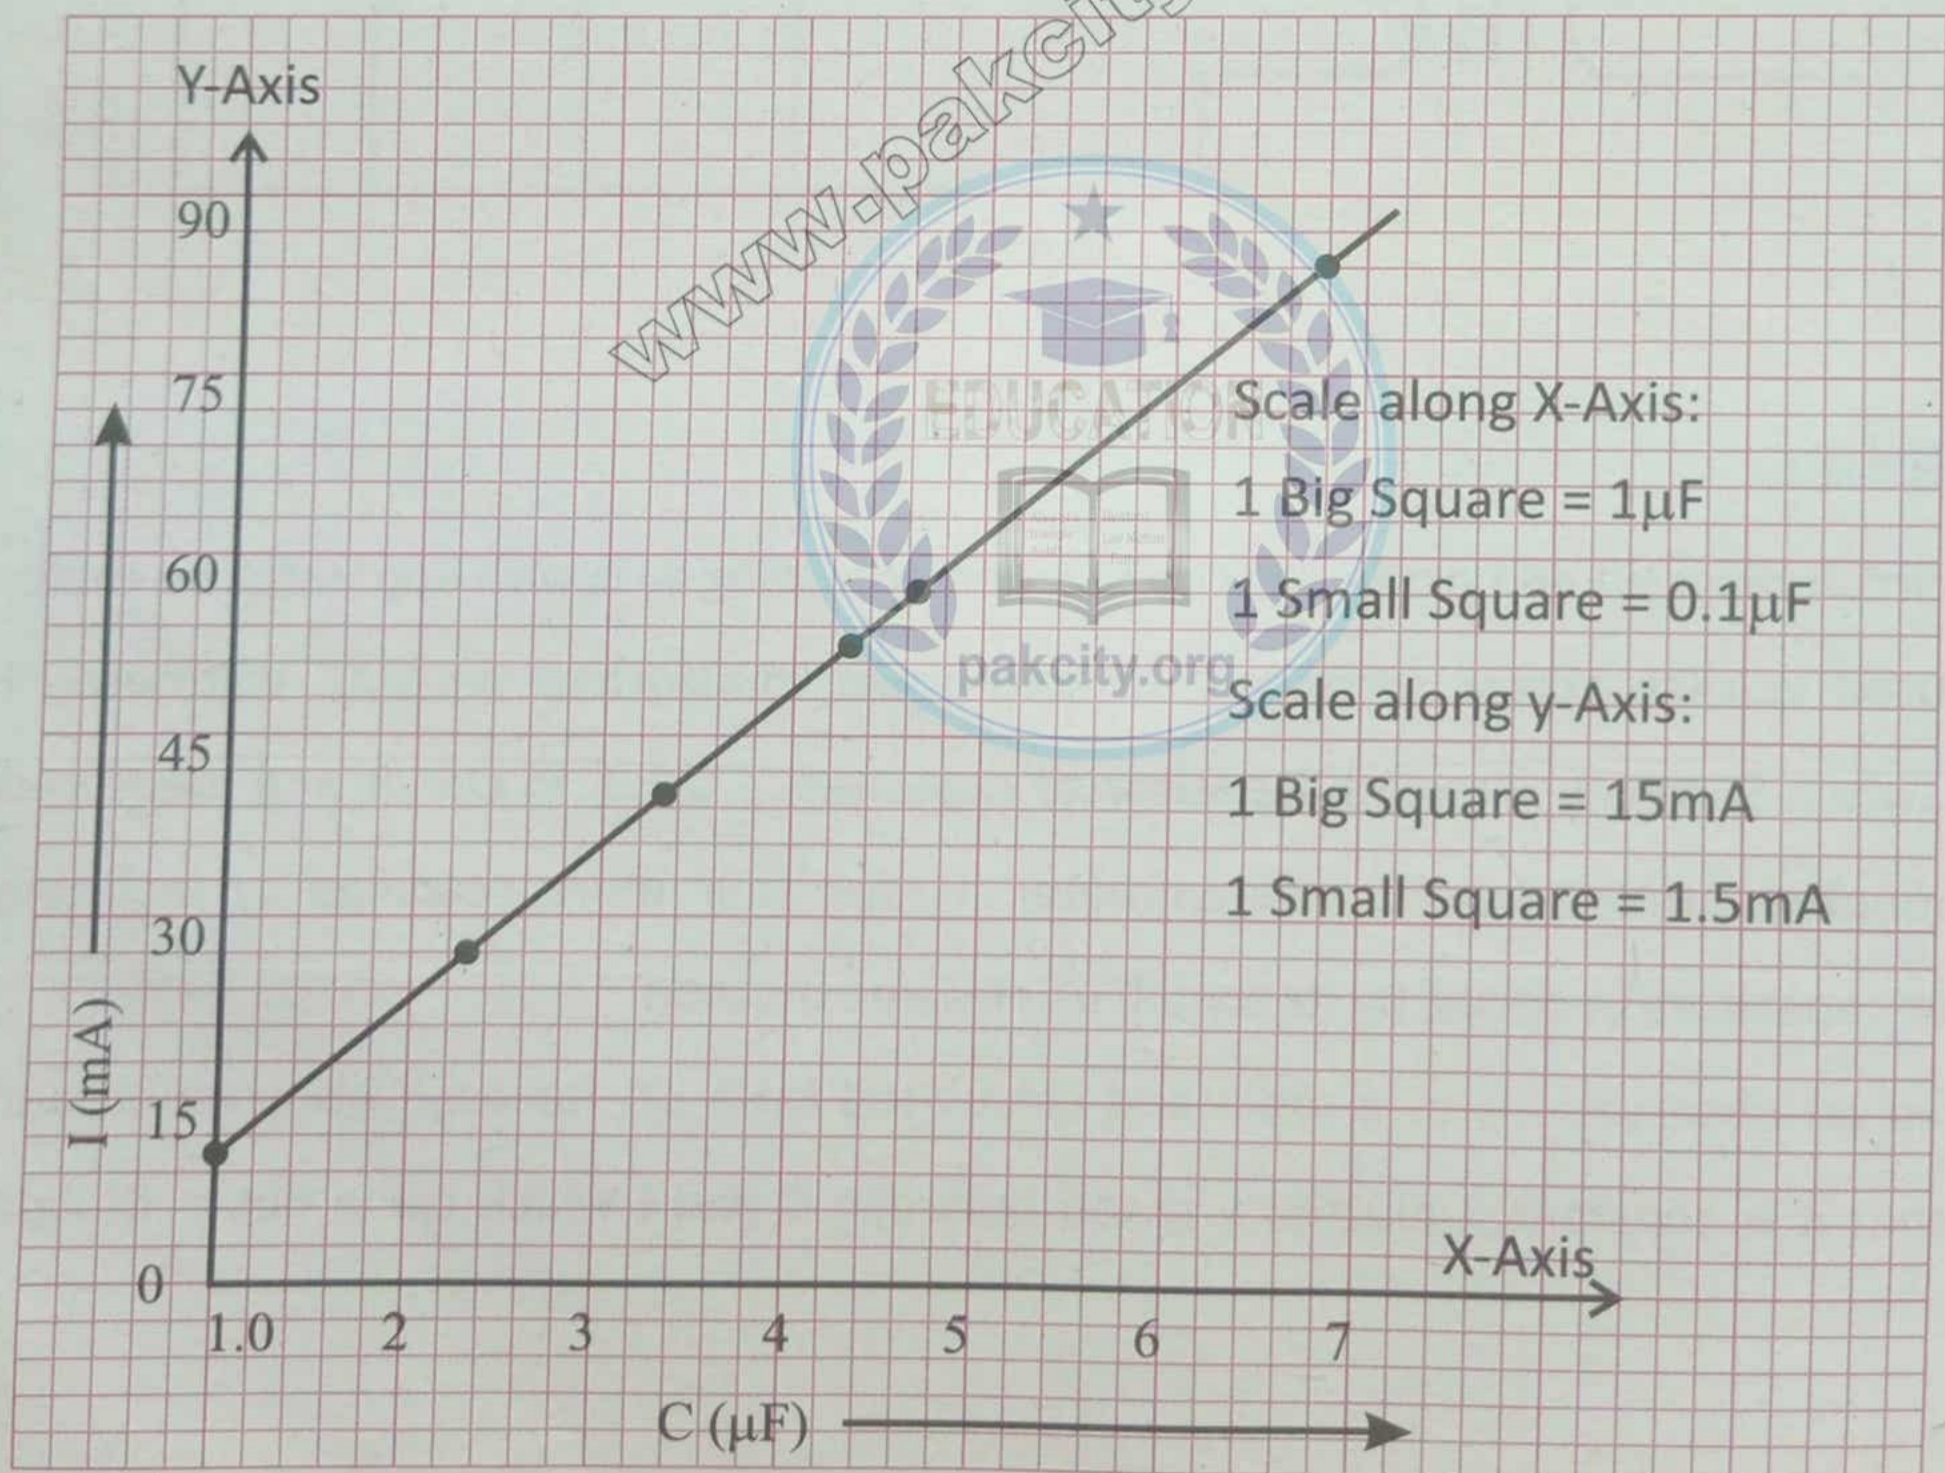 www.pakcity
Y-Axis
90
75
60
45
30
15
0
I (mA)
EDUCATION
pakcity.org
Scale along X-Axis:
1 Big Square = 1µF
1 Small Square = 0.1µF
Scale along y-Axis:
1 Big Square = 15mA
1 Small Square = 1.5mA
X-Axis
1.0 2 3 4 5 6 7
C (µF)